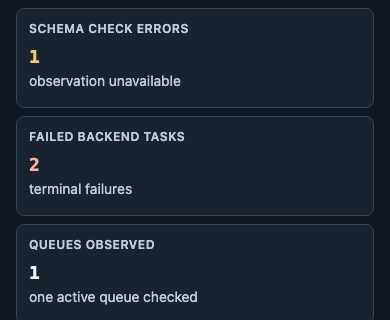 SCHEMA CHECK ERRORS
1
observation unavailable
FAILED BACKEND TASKS
2
terminal failures
QUEUES OBSERVED
1
one active queue checked